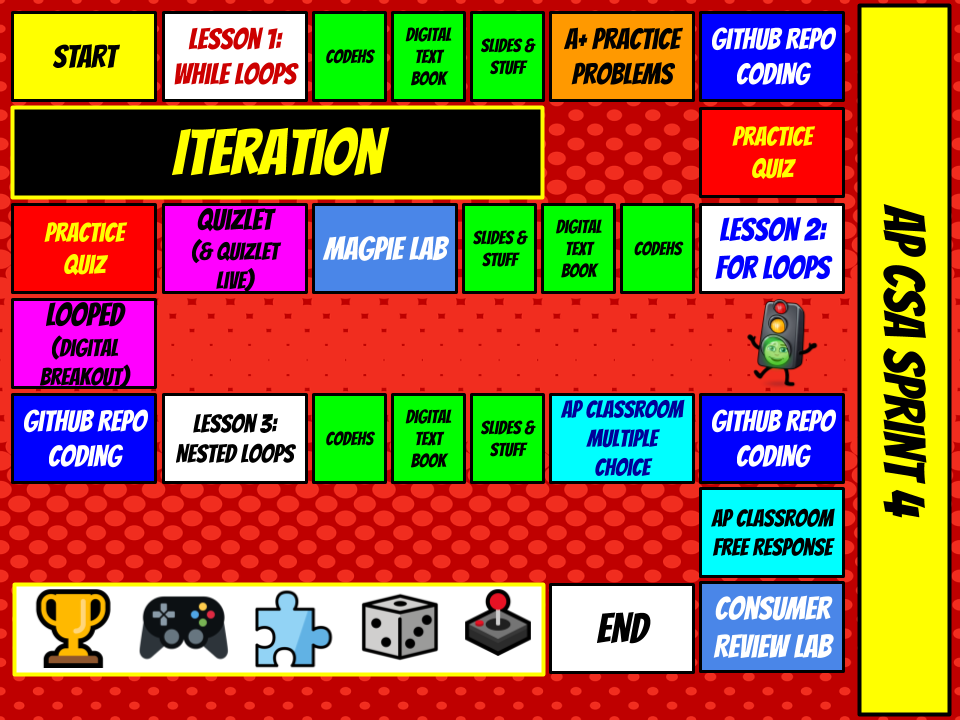 START
LESSON 1:
WHILE LOOPS
CODEHS
DIGITAL
TEXT
BOOK
SLIDES &
STUFF
A+ PRACTICE
PROBLEMS
GITHUB REPO
CODING
ITERATION
PRACTICE
QUIZ
PRACTICE
QUIZ
QUIZLET
(& QUIZLET
LIVE)
MAGPIE LAB
SLIDES &
STUFF
DIGITAL
TEXT
BOOK
CODEHS
LESSON 2:
FOR LOOPS
LOOPED
(DIGITAL
BREAKOUT)
GITHUB REPO
CODING
LESSON 3:
NESTED LOOPS
CODEHS
DIGITAL
TEXT
BOOK
SLIDES &
STUFF
AP CLASSROOM
MULTIPLE
CHOICE
GITHUB REPO
CODING
AP CLASSROOM
FREE RESPONSE
END
CONSUMER
REVIEW LAB
AP CSA SPRINT 4